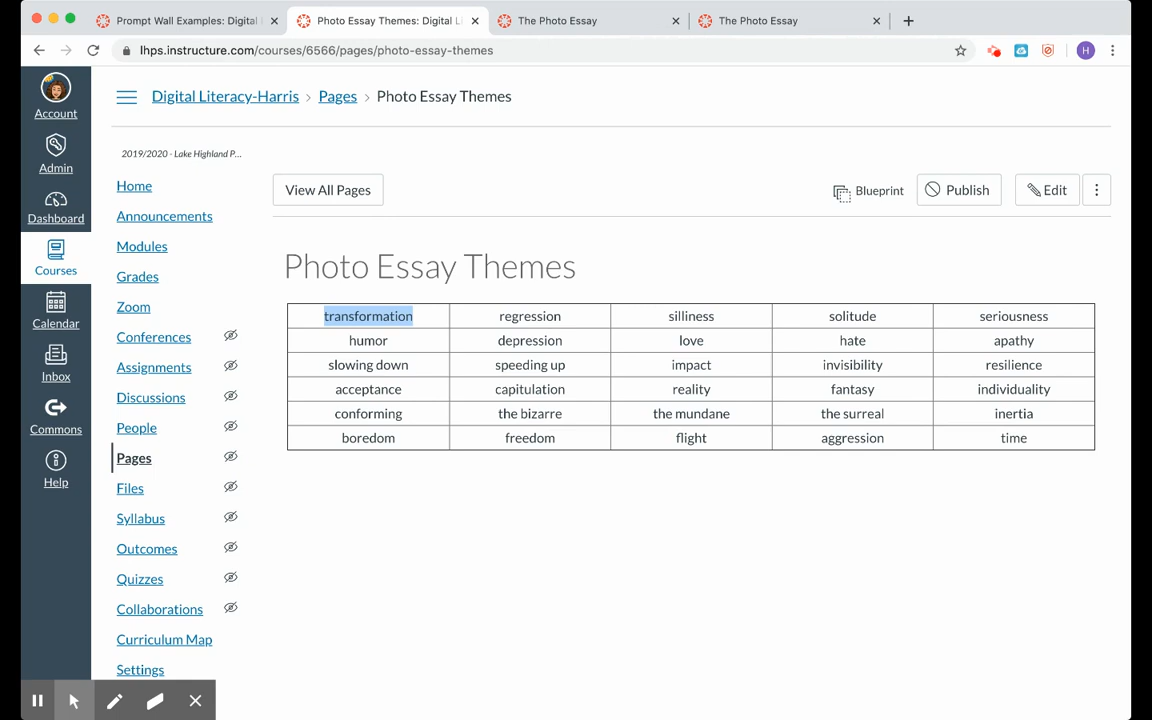 Prompt Wall Examples: Digital
Photo Essay Themes: Digital Li
The Photo Essay
The Photo Essay
lhps.instructure.com/courses/6566/pages/photo-essay-themes
H
Account
Admin
Dashboard
Courses
Calendar
Inbox
Commons
Help
Digital Literacy-Harris > Pages > Photo Essay Themes
2019/2020 - Lake Highland P...
Home
Announcements
Modules
Grades
Zoom
Conferences
Assignments
Discussions
People
Pages
Files
Syllabus
Outcomes
Quizzes
Collaborations
Curriculum Map
Settings
View All Pages
Blueprint
Publish
Edit
Photo Essay Themes
transformation regression silliness solitude seriousness
humor depression love hate apathy
slowing down speeding up impact invisibility resilience
acceptance capitulation reality fantasy individuality
conforming the bizarre the mundane the surreal inertia
boredom freedom flight aggression time